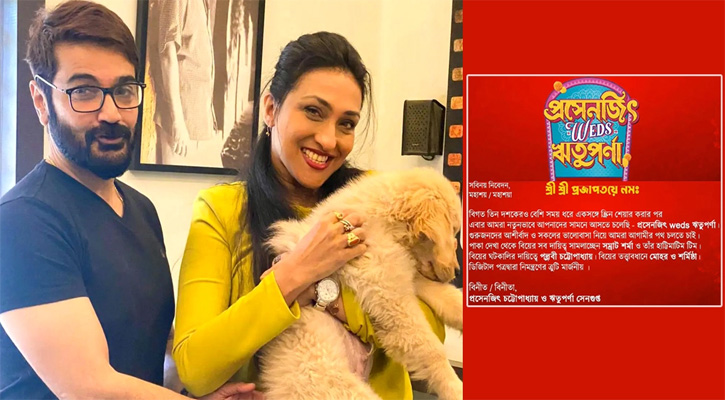 প্রসেনজিৎ
WEDS
ঋতুপর্ণা
শ্রী শ্রী প্রজাপতয়ে নমঃ
সবিনয় নিবেদন,
মহাশয় / মহাশয়া
বিগত তিন দশকেরও বেশি সময় ধরে একসঙ্গে স্ক্রিন শেয়ার করার পর
এবার আমরা নতুনভাবে আপনাদের সামনে আসতে চলেছি - প্রসেনজিৎ weds ঋতুপর্ণা।
গুরুজনদের আশীর্বাদ ও সকলের ভালোবাসা নিয়ে আমরা আগামীর পথ চলতে চাই।
পাকা দেখা থেকে বিয়ের সব দায়িত্ব সামলাচ্ছেন সম্রাট শর্মা ও তাঁর হাট্টিমাটিম টিম।
বিয়ের ঘটকালির দায়িত্বে পল্লবী চট্টোপাধ্যায়। বিয়ের তত্ত্বাবধানে মোহর ও শর্মিষ্ঠা।
ডিজিটাল পত্রদ্বারা নিমন্ত্রণের ত্রুটি মার্জনীয় ।
বিনীত / বিনীতা,
প্রসেনজিৎ চট্টোপাধ্যায় ও ঋতুপর্ণা সেনগুপ্ত